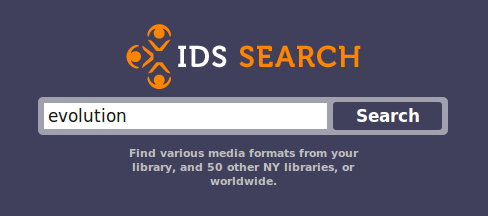 IDS SEARCH
evolution
Search
Find various media formats from your
library, and 50 other NY libraries, or
worldwide.